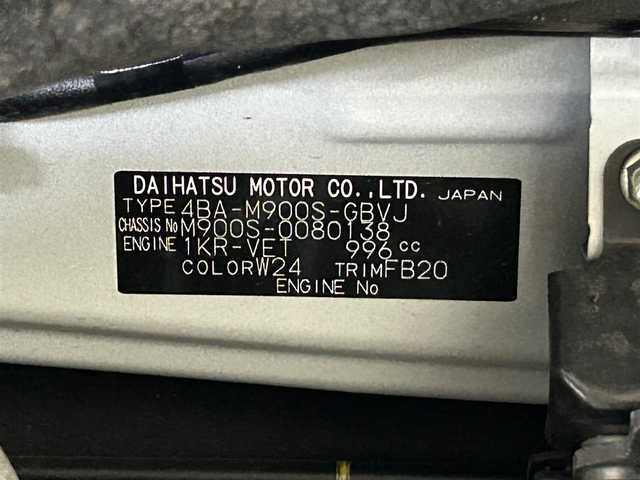 DAIHATSU MOTOR CO.,LTD. JAPAN
TYPE 4BA-M900S-GBVJ
CHASSIS No M900S-0080138
ENGINE 1KR-VET 996 cc
COLOR W24 TRIM FB20
ENGINE No